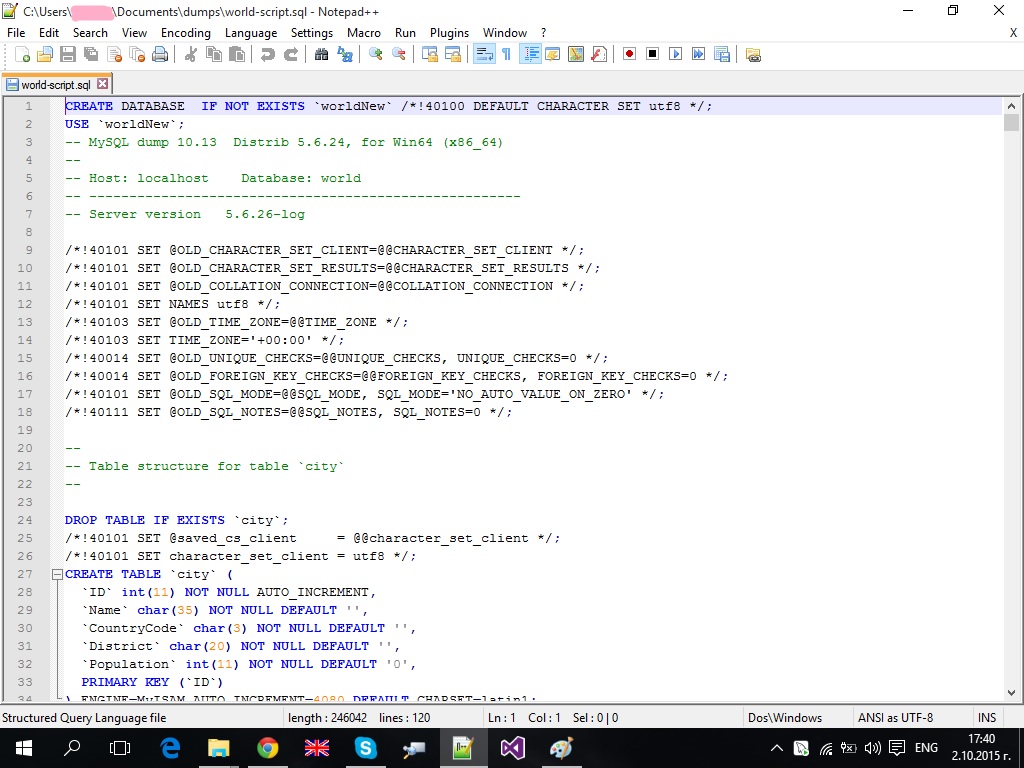 C:\Users\ \Documents\dumps\world-script.sql - Notepad++
File Edit Search View Encoding Language Settings Macro Run Plugins Window ? X
world-script.sql
1 CREATE DATABASE  IF NOT EXISTS `worldNew` /*!40100 DEFAULT CHARACTER SET utf8 */;
2 USE `worldNew`;
3 -- MySQL dump 10.13  Distrib 5.6.24, for Win64 (x86_64)
4 --
5 -- Host: localhost    Database: world
6 -- ------------------------------------------------------
7 -- Server version   5.6.26-log
8
9 /*!40101 SET @OLD_CHARACTER_SET_CLIENT=@@CHARACTER_SET_CLIENT */;
10 /*!40101 SET @OLD_CHARACTER_SET_RESULTS=@@CHARACTER_SET_RESULTS */;
11 /*!40101 SET @OLD_COLLATION_CONNECTION=@@COLLATION_CONNECTION */;
12 /*!40101 SET NAMES utf8 */;
13 /*!40103 SET @OLD_TIME_ZONE=@@TIME_ZONE */;
14 /*!40103 SET TIME_ZONE='+00:00' */;
15 /*!40014 SET @OLD_UNIQUE_CHECKS=@@UNIQUE_CHECKS, UNIQUE_CHECKS=0 */;
16 /*!40014 SET @OLD_FOREIGN_KEY_CHECKS=@@FOREIGN_KEY_CHECKS, FOREIGN_KEY_CHECKS=0 */;
17 /*!40101 SET @OLD_SQL_MODE=@@SQL_MODE, SQL_MODE='NO_AUTO_VALUE_ON_ZERO' */;
18 /*!40111 SET @OLD_SQL_NOTES=@@SQL_NOTES, SQL_NOTES=0 */;
19
20 --
21 -- Table structure for table `city`
22 --
23
24 DROP TABLE IF EXISTS `city`;
25 /*!40101 SET @saved_cs_client     = @@character_set_client */;
26 /*!40101 SET character_set_client = utf8 */;
27 CREATE TABLE `city` (
28   `ID` int(11) NOT NULL AUTO_INCREMENT,
29   `Name` char(35) NOT NULL DEFAULT '',
30   `CountryCode` char(3) NOT NULL DEFAULT '',
31   `District` char(20) NOT NULL DEFAULT '',
32   `Population` int(11) NOT NULL DEFAULT '0',
33   PRIMARY KEY (`ID`)
34 ) ENGINE=MyISAM AUTO_INCREMENT=4080 DEFAULT CHARSET=latin1;
Structured Query Language file length : 246042 lines : 120 Ln : 1 Col : 1 Sel : 0 | 0 Dos\Windows ANSI as UTF-8 INS
ENG 17:40
2.10.2015 г.